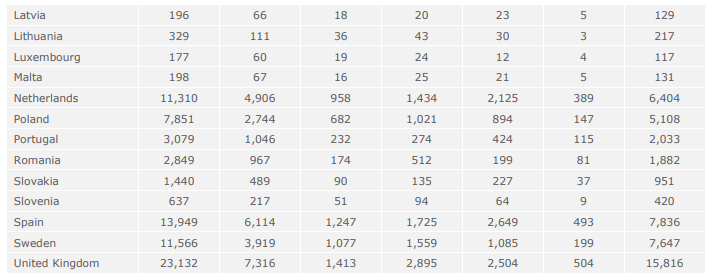 Latvia 196 66 18 20 23 5 129
Lithuania 329 111 36 43 30 3 217
Luxembourg 177 60 19 24 12 4 117
Malta 198 67 16 25 21 5 131
Netherlands 11,310 4,906 958 1,434 2,125 389 6,404
Poland 7,851 2,744 682 1,021 894 147 5,108
Portugal 3,079 1,046 232 274 424 115 2,033
Romania 2,849 967 174 512 199 81 1,882
Slovakia 1,440 489 90 135 227 37 951
Slovenia 637 217 51 94 64 9 420
Spain 13,949 6,114 1,247 1,725 2,649 493 7,836
Sweden 11,566 3,919 1,077 1,559 1,085 199 7,647
United Kingdom 23,132 7,316 1,413 2,895 2,504 504 15,816